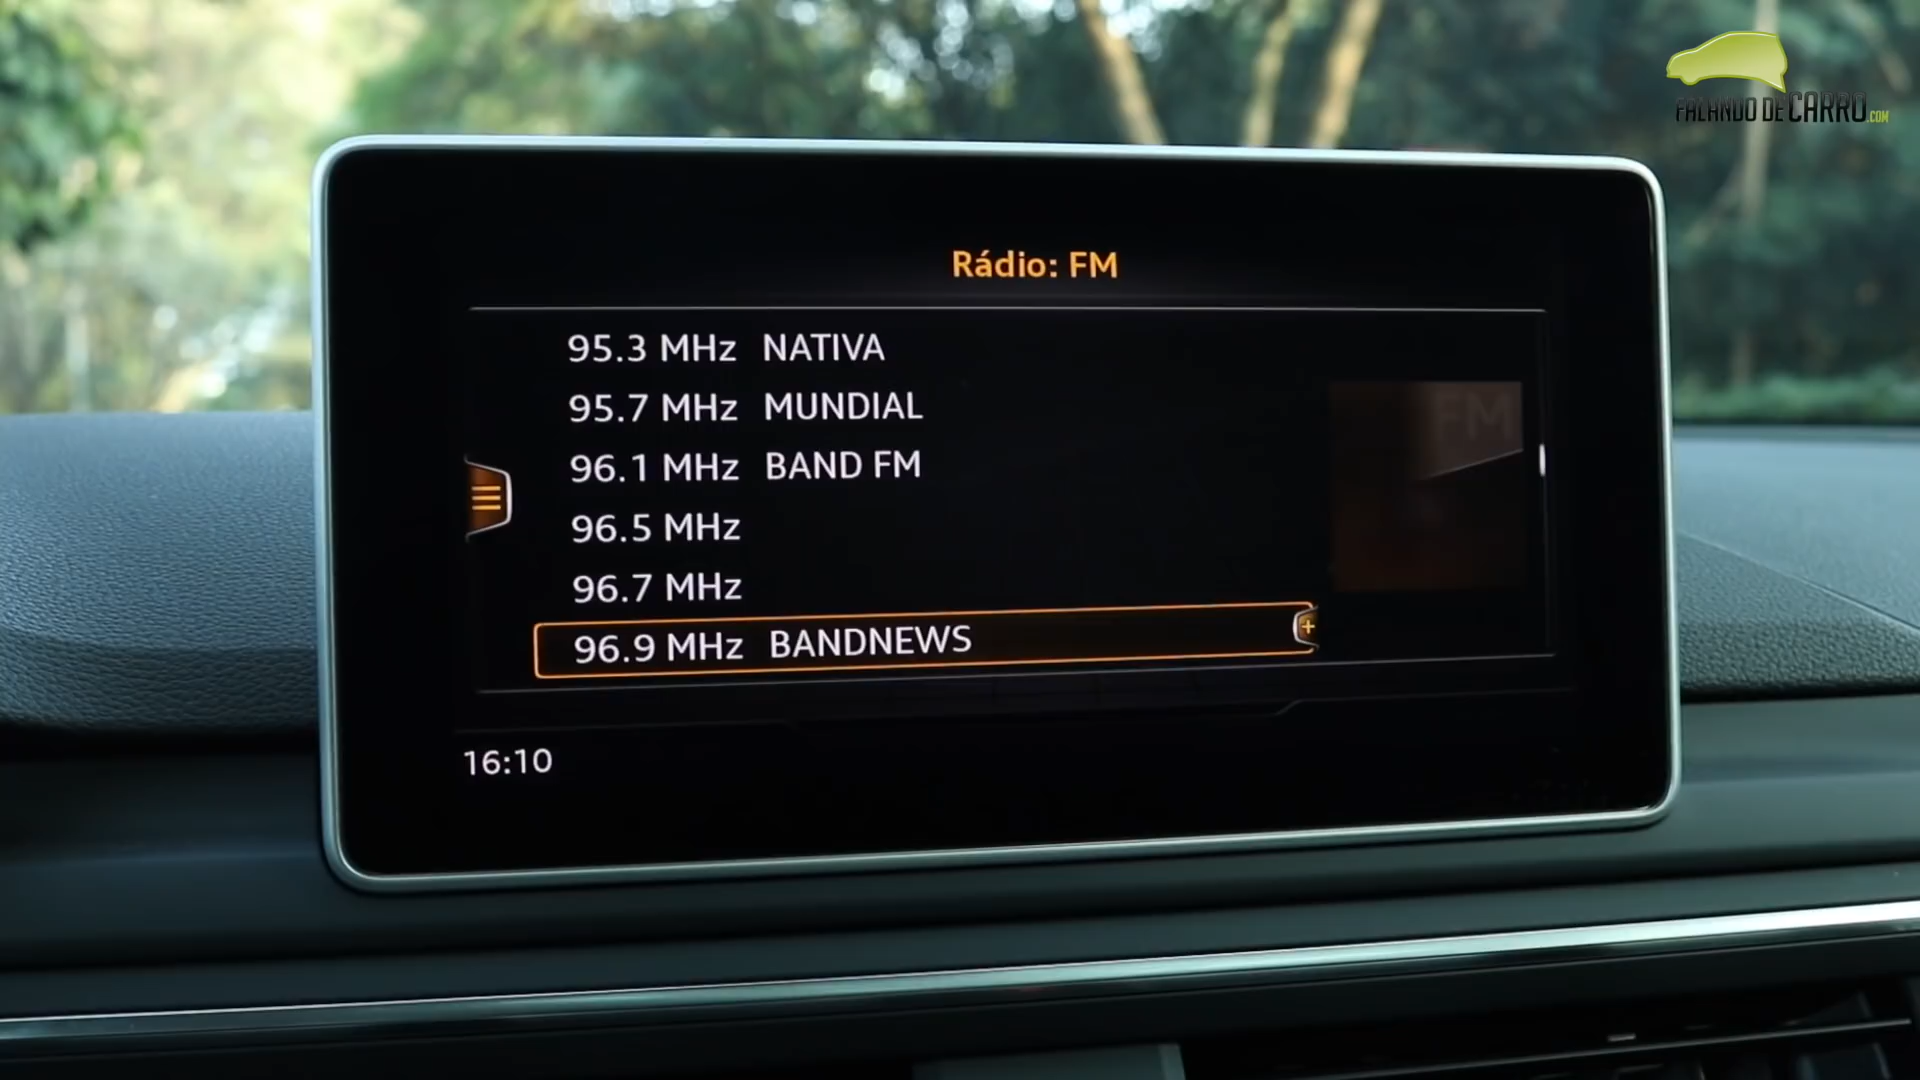 FALANDO DE CARRO.COM
Rádio: FM
95.3 MHz NATIVA
95.7 MHz MUNDIAL
96.1 MHz BAND FM
96.5 MHz
96.7 MHz
96.9 MHz BANDNEWS
FM
16:10